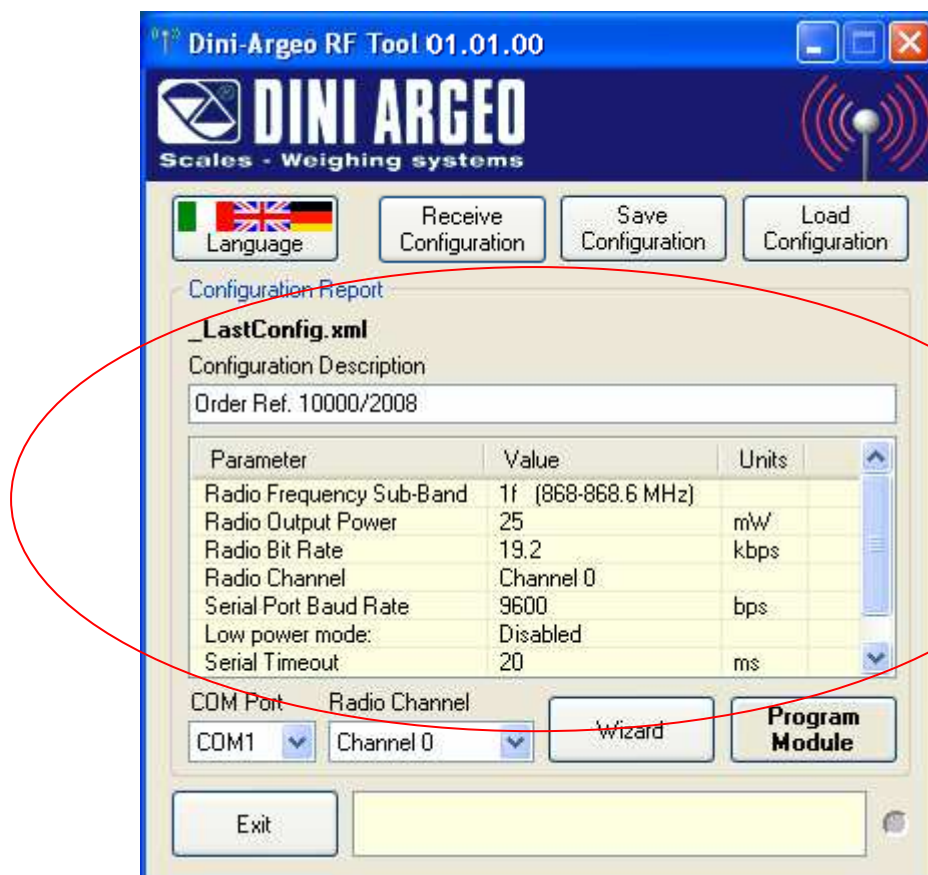 Dini-Argeo RF Tool 01.01.00
DINI ARGEO
Scales - Weighing systems
Language
Receive Configuration
Save Configuration
Load Configuration
Configuration Report
_LastConfig.xml
Configuration Description
Order Ref. 10000/2008
Parameter Value Units
Radio Frequency Sub-Band 1f (868-868.6 MHz)
Radio Output Power 25 mW
Radio Bit Rate 19.2 kbps
Radio Channel Channel 0
Serial Port Baud Rate 9600 bps
Low power mode: Disabled
Serial Timeout 20 ms
COM Port Radio Channel
COM1 Channel 0 Wizard Program Module
Exit